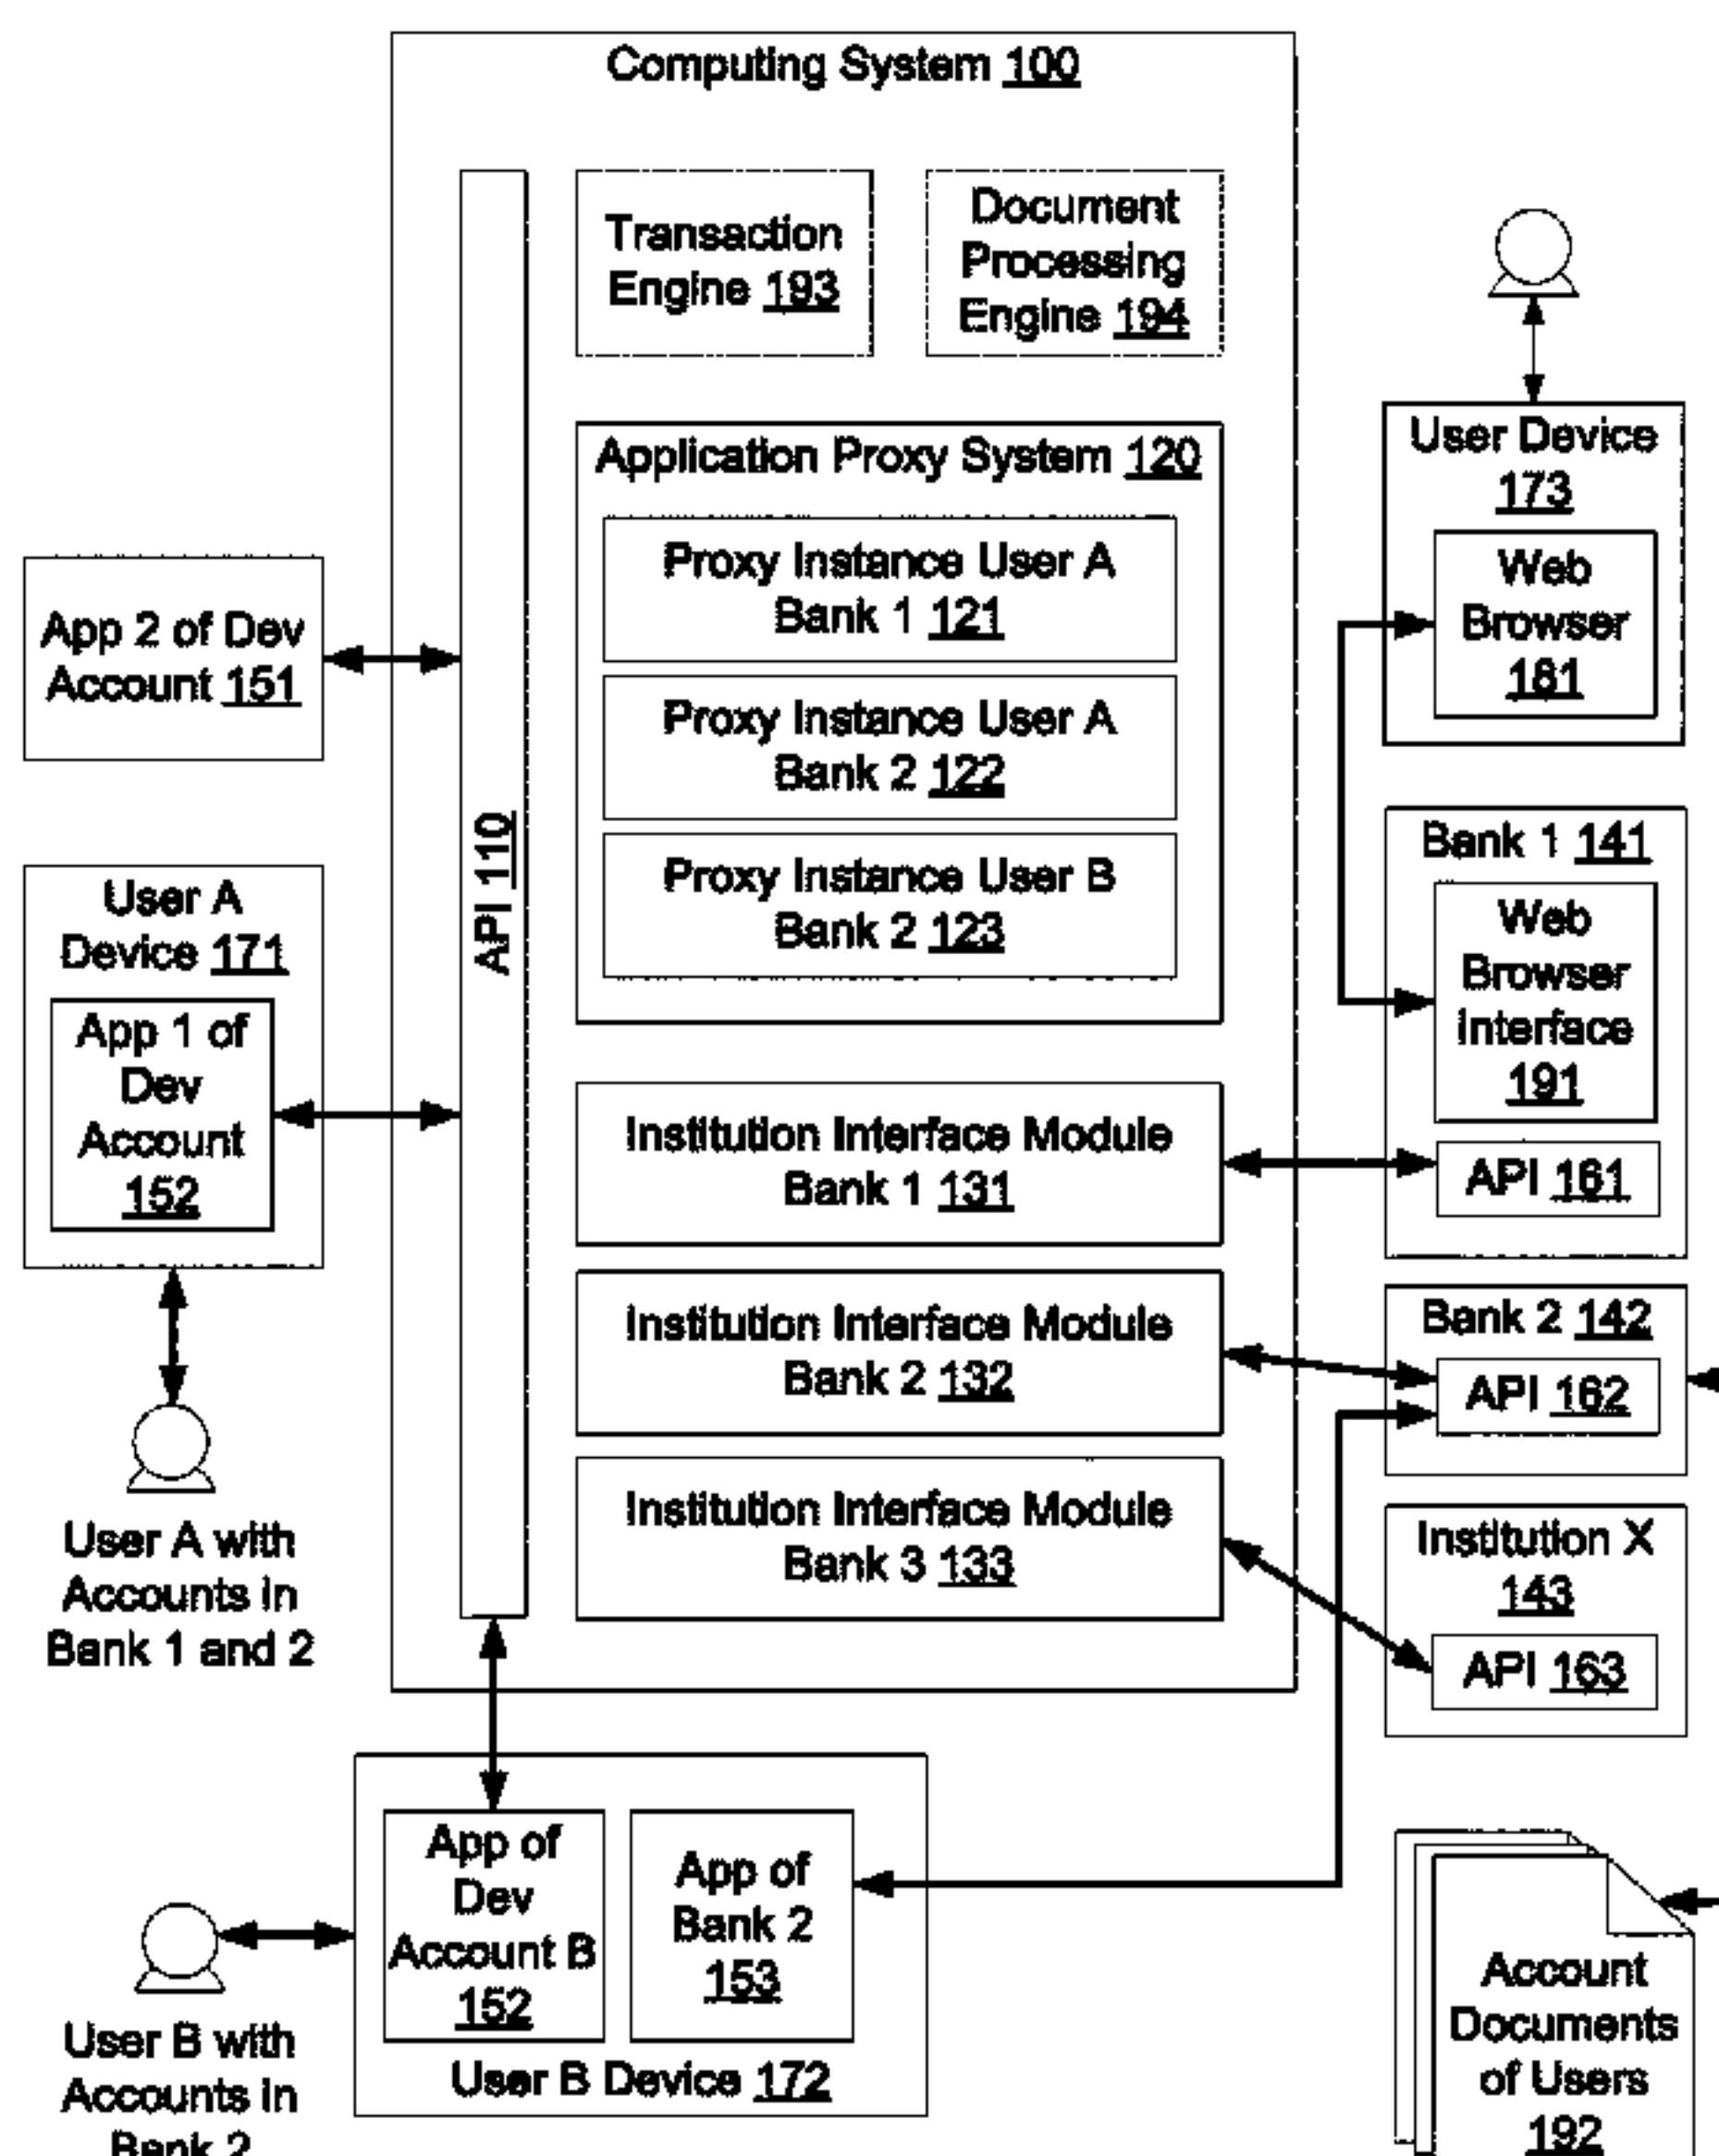 Computing System 100
Transaction
Engine 193
Document
Processing
Engine 194
Application Proxy System 120
Proxy Instance User A
Bank 1 121
Proxy Instance User A
Bank 2 122
Proxy Instance User B
Bank 2 123
API 110
Institution Interface Module
Bank 1 131
Institution Interface Module
Bank 2 132
Institution Interface Module
Bank 3 133
App 2 of Dev
Account 151
User A
Device 171
App 1 of
Dev
Account
152
User A with
Accounts in
Bank 1 and 2
User Device
173
Web
Browser
181
Bank 1 141
Web
Browser
Interface
191
API 161
Bank 2 142
API 162
Institution X
143
API 163
App of
Dev
Account B
152
App of
Bank 2
153
User B Device 172
User B with
Accounts in
Bank 2
Account
Documents
of Users
192